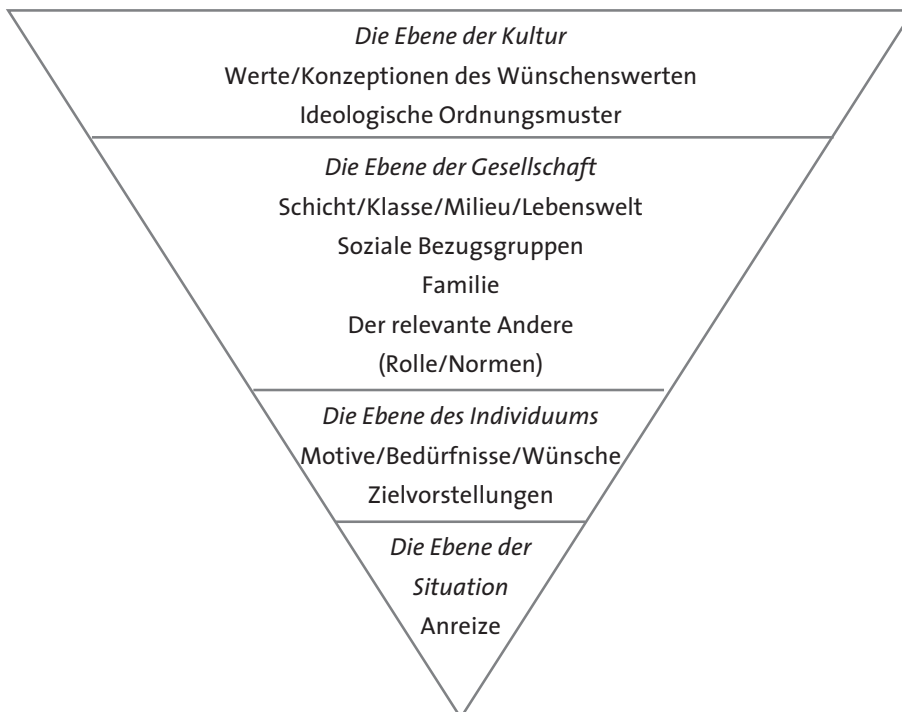 Die Ebene der Kultur
Werte/Konzeptionen des Wünschenswerten
Ideologische Ordnungsmuster
Die Ebene der Gesellschaft
Schicht/Klasse/Milieu/Lebenswelt
Soziale Bezugsgruppen
Familie
Der relevante Andere
(Rolle/Normen)
Die Ebene des Individuums
Motive/Bedürfnisse/Wünsche
Zielvorstellungen
Die Ebene der
Situation
Anreize